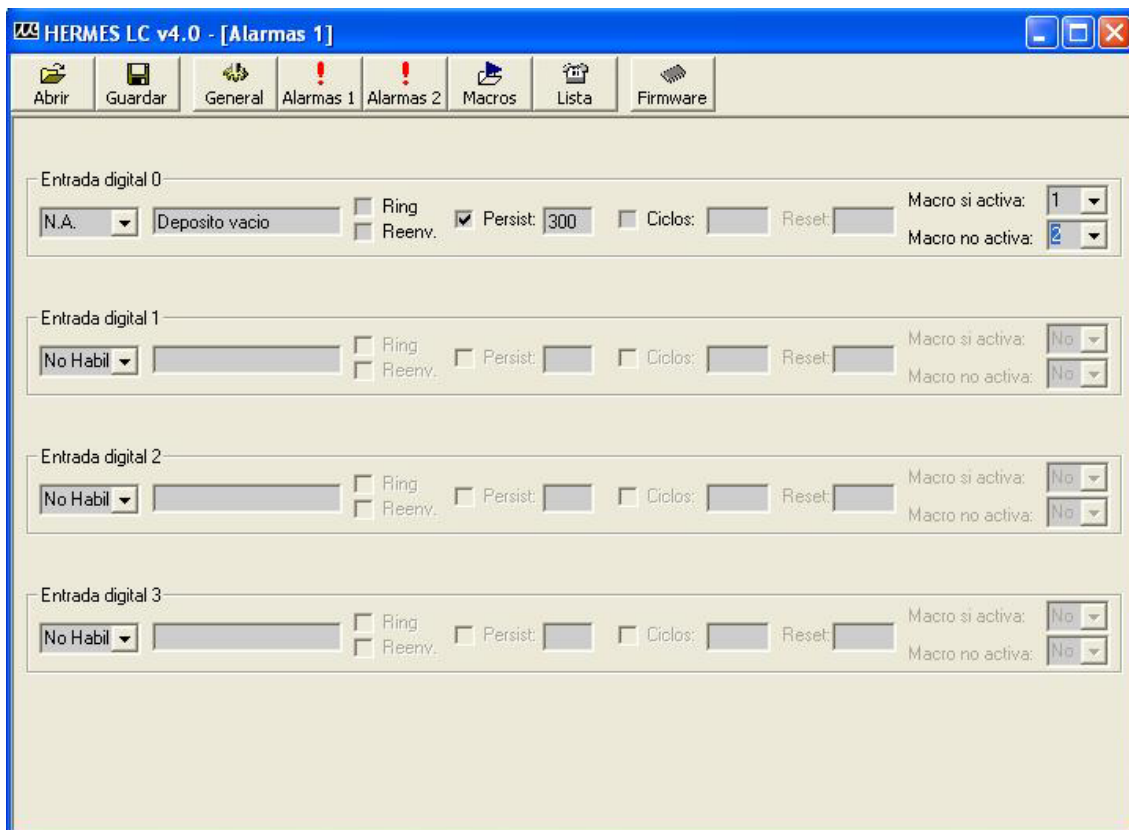 HERMES LC v4.0 - [Alarmas 1]
Abrir Guardar General Alarmas 1 Alarmas 2 Macros Lista Firmware
Entrada digital 0
N.A. Deposito vacio Ring Reenv. Persist: 300 Ciclos: Reset: Macro si activa: 1
Macro no activa: 2
Entrada digital 1
No Habil Ring Reenv. Persist: Ciclos: Reset: Macro si activa: No
Macro no activa: No
Entrada digital 2
No Habil Ring Reenv. Persist: Ciclos: Reset: Macro si activa: No
Macro no activa: No
Entrada digital 3
No Habil Ring Reenv. Persist: Ciclos: Reset: Macro si activa: No
Macro no activa: No